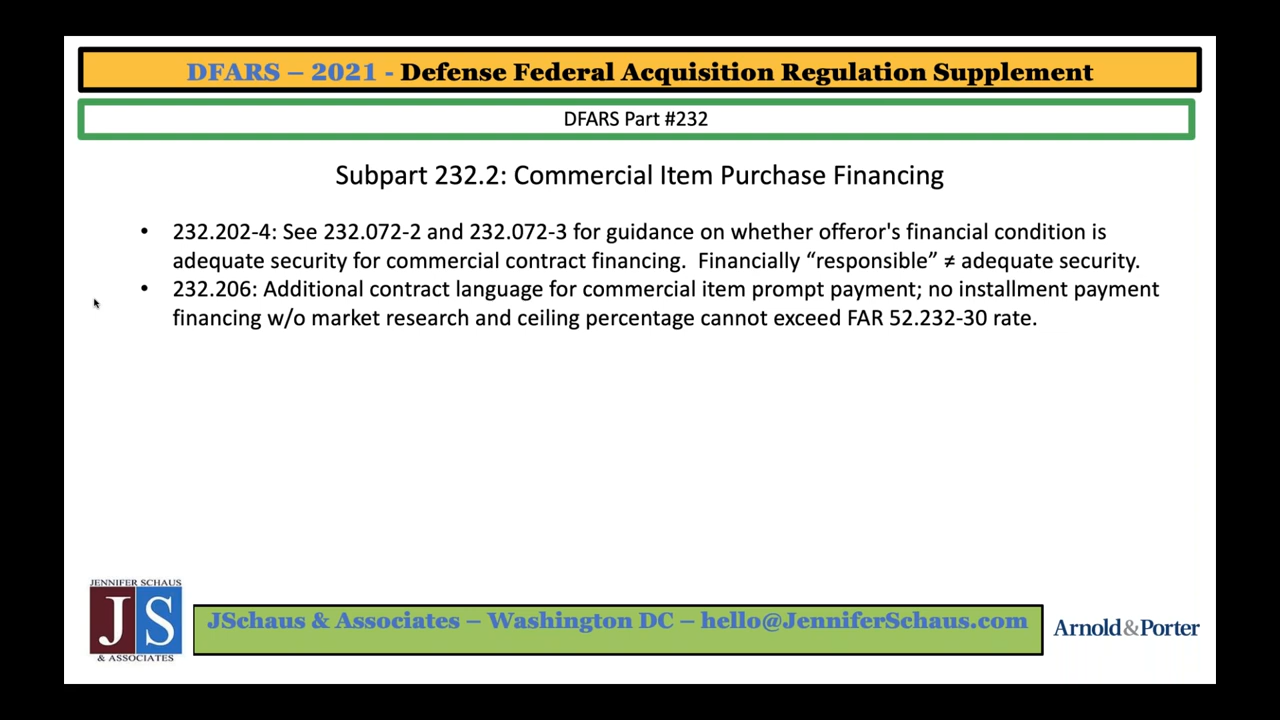 DFARS – 2021 - Defense Federal Acquisition Regulation Supplement
DFARS Part #232
Subpart 232.2: Commercial Item Purchase Financing
• 232.202-4: See 232.072-2 and 232.072-3 for guidance on whether offeror's financial condition is
adequate security for commercial contract financing.  Financially “responsible” ≠ adequate security.
• 232.206: Additional contract language for commercial item prompt payment; no installment payment
financing w/o market research and ceiling percentage cannot exceed FAR 52.232-30 rate.
JENNIFER SCHAUS
JS
& ASSOCIATES
JSchaus & Associates – Washington DC – hello@JenniferSchaus.com
Arnold&Porter